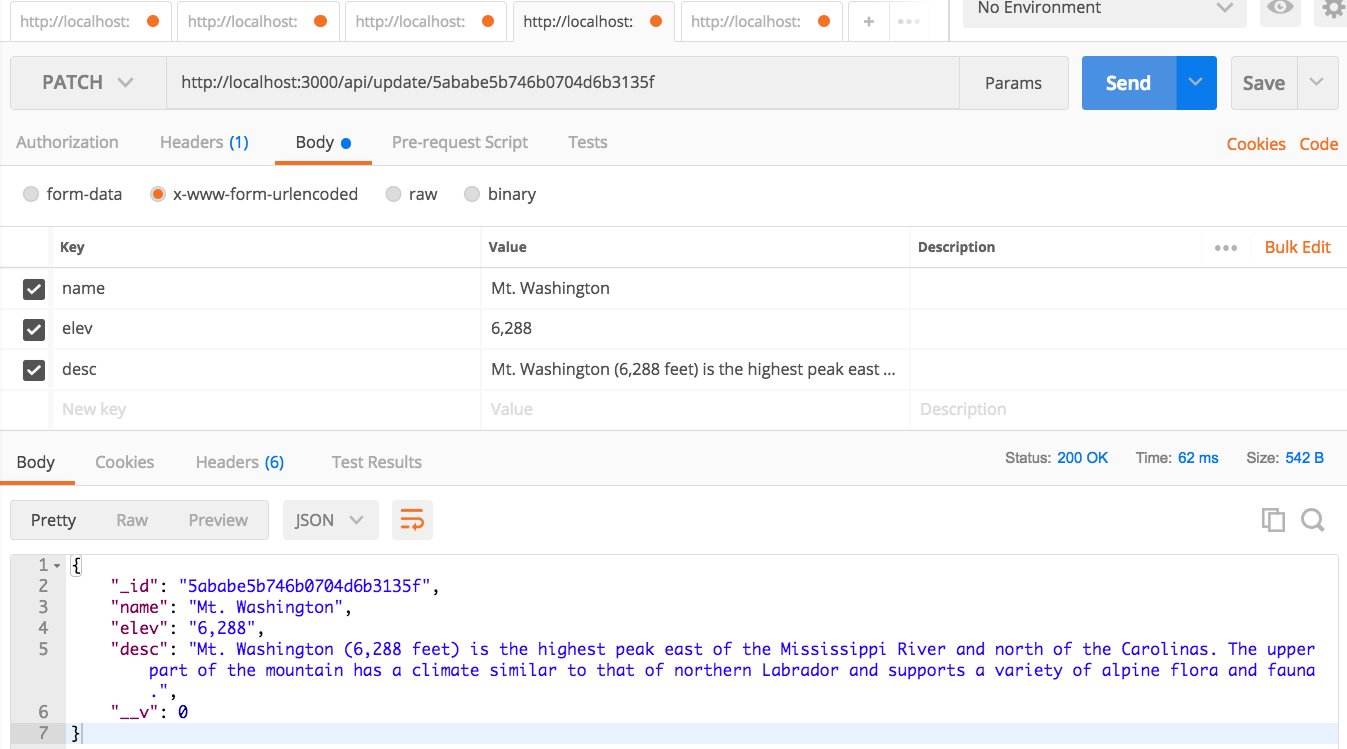 http://localhost: http://localhost: http://localhost: http://localhost: http://localhost: + ••• No Environment
PATCH http://localhost:3000/api/update/5ababe5b746b0704d6b3135f Params Send Save
Authorization Headers (1) Body Pre-request Script Tests Cookies Code
form-data x-www-form-urlencoded raw binary
Key Value Description ••• Bulk Edit
name Mt. Washington
elev 6,288
desc Mt. Washington (6,288 feet) is the highest peak east ...
New key Value Description
Body Cookies Headers (6) Test Results Status: 200 OK Time: 62 ms Size: 542 B
Pretty Raw Preview JSON
1 {
2 "_id": "5ababe5b746b0704d6b3135f",
3 "name": "Mt. Washington",
4 "elev": "6,288",
5 "desc": "Mt. Washington (6,288 feet) is the highest peak east of the Mississippi River and north of the Carolinas. The upper
part of the mountain has a climate similar to that of northern Labrador and supports a variety of alpine flora and fauna
.",
6 "__v": 0
7 }